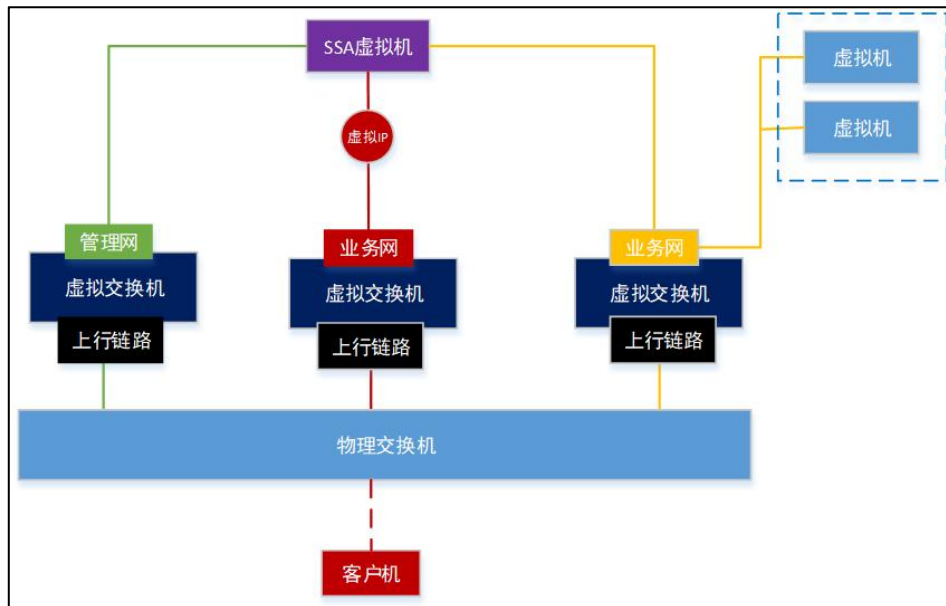 SSA虚拟机
虚拟机
虚拟机
虚拟IP
管理网
业务网
业务网
虚拟交换机
虚拟交换机
虚拟交换机
上行链路
上行链路
上行链路
物理交换机
客户机